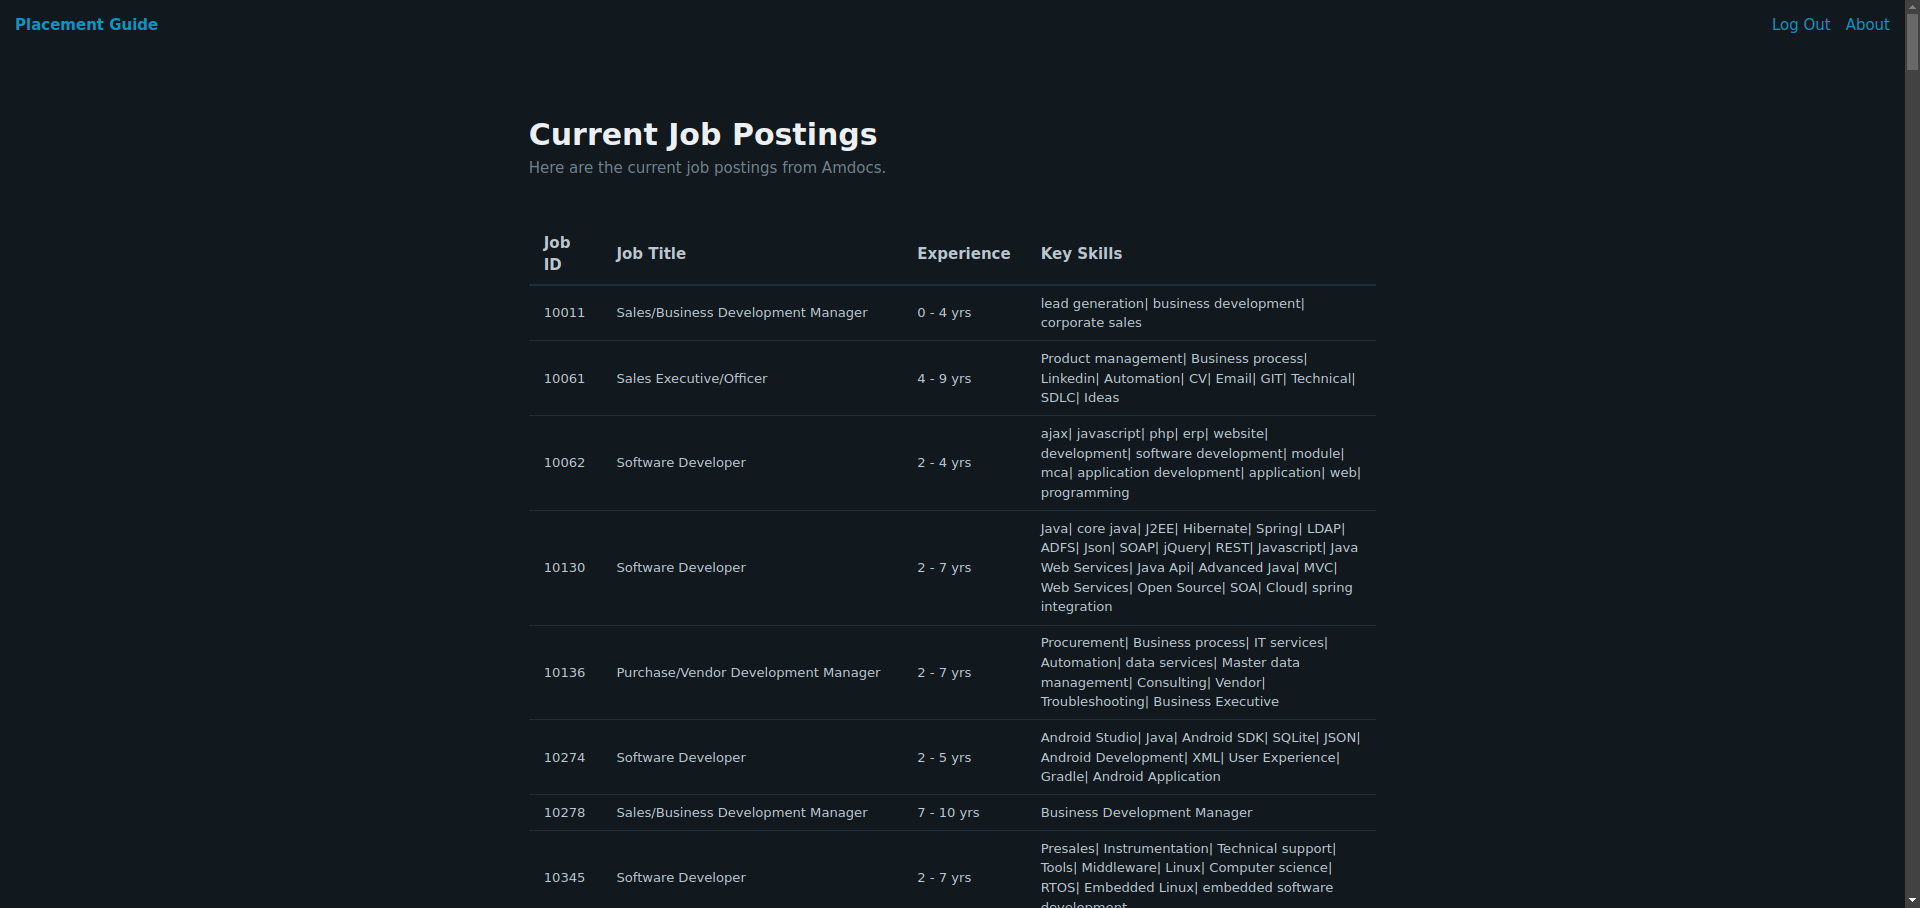 Placement Guide
Log Out About
Current Job Postings
Here are the current job postings from Amdocs.
Job
ID
Job Title
Experience
Key Skills
10011
Sales/Business Development Manager
0 - 4 yrs
lead generation| business development|
corporate sales
10061
Sales Executive/Officer
4 - 9 yrs
Product management| Business process|
Linkedin| Automation| CV| Email| GIT| Technical|
SDLC| Ideas
10062
Software Developer
2 - 4 yrs
ajax| javascript| php| erp| website|
development| software development| module|
mca| application development| application| web|
programming
10130
Software Developer
2 - 7 yrs
Java| core java| J2EE| Hibernate| Spring| LDAP|
ADFS| Json| SOAP| jQuery| REST| Javascript| Java
Web Services| Java Api| Advanced Java| MVC|
Web Services| Open Source| SOA| Cloud| spring
integration
10136
Purchase/Vendor Development Manager
2 - 7 yrs
Procurement| Business process| IT services|
Automation| data services| Master data
management| Consulting| Vendor|
Troubleshooting| Business Executive
10274
Software Developer
2 - 5 yrs
Android Studio| Java| Android SDK| SQLite| JSON|
Android Development| XML| User Experience|
Gradle| Android Application
10278
Sales/Business Development Manager
7 - 10 yrs
Business Development Manager
10345
Software Developer
2 - 7 yrs
Presales| Instrumentation| Technical support|
Tools| Middleware| Linux| Computer science|
RTOS| Embedded Linux| embedded software
development